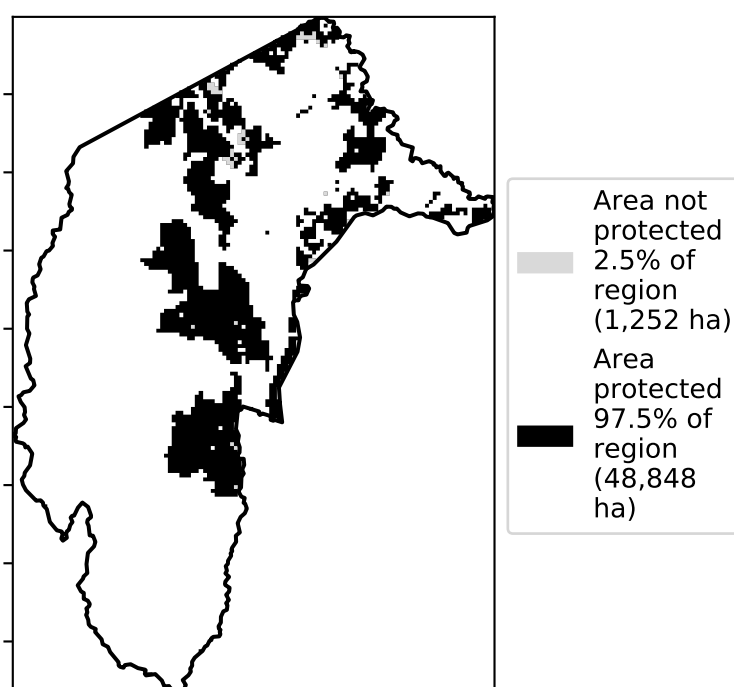 Area not
protected
2.5% of
region
(1,252 ha)
Area
protected
97.5% of
region
(48,848
ha)